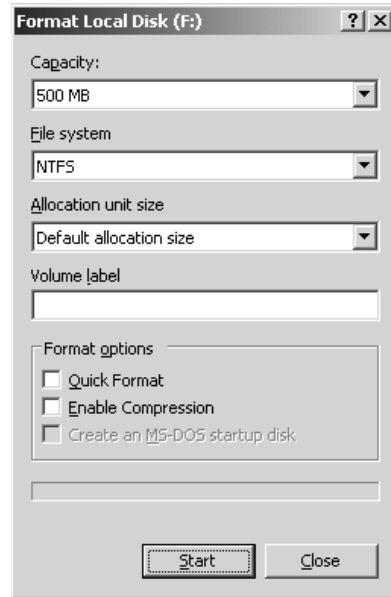 Format Local Disk (F:)
Capacity:
500 MB
File system
NTFS
Allocation unit size
Default allocation size
Volume label
Format options
Quick Format
Enable Compression
Create an MS-DOS startup disk
Start
Close